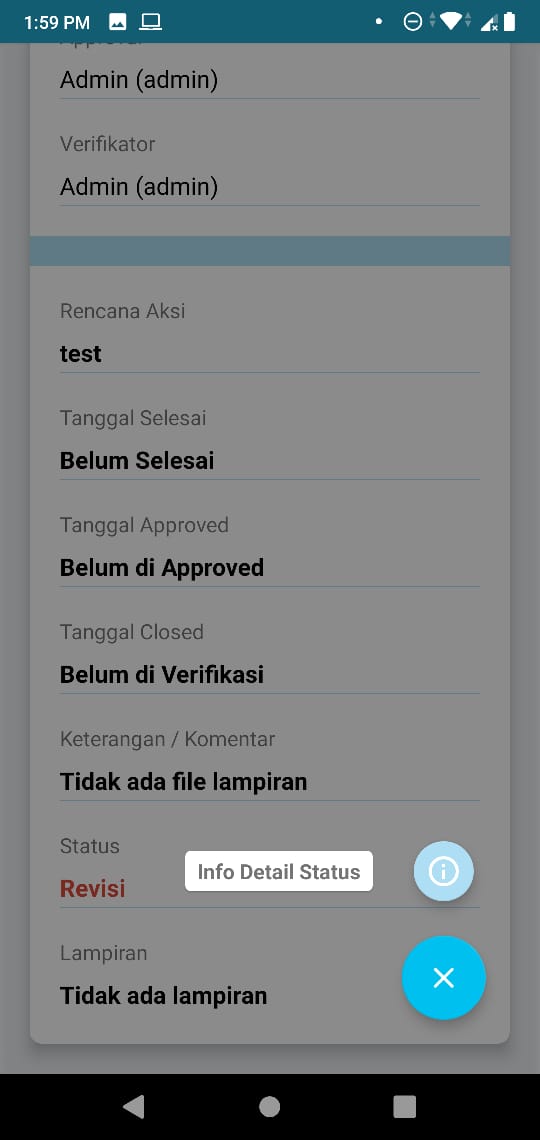 1:59 PM
Admin (admin)
Verifikator
Admin (admin)
Rencana Aksi
test
Tanggal Selesai
Belum Selesai
Tanggal Approved
Belum di Approved
Tanggal Closed
Belum di Verifikasi
Keterangan / Komentar
Tidak ada file lampiran
Status
Info Detail Status
Revisi
Lampiran
Tidak ada lampiran